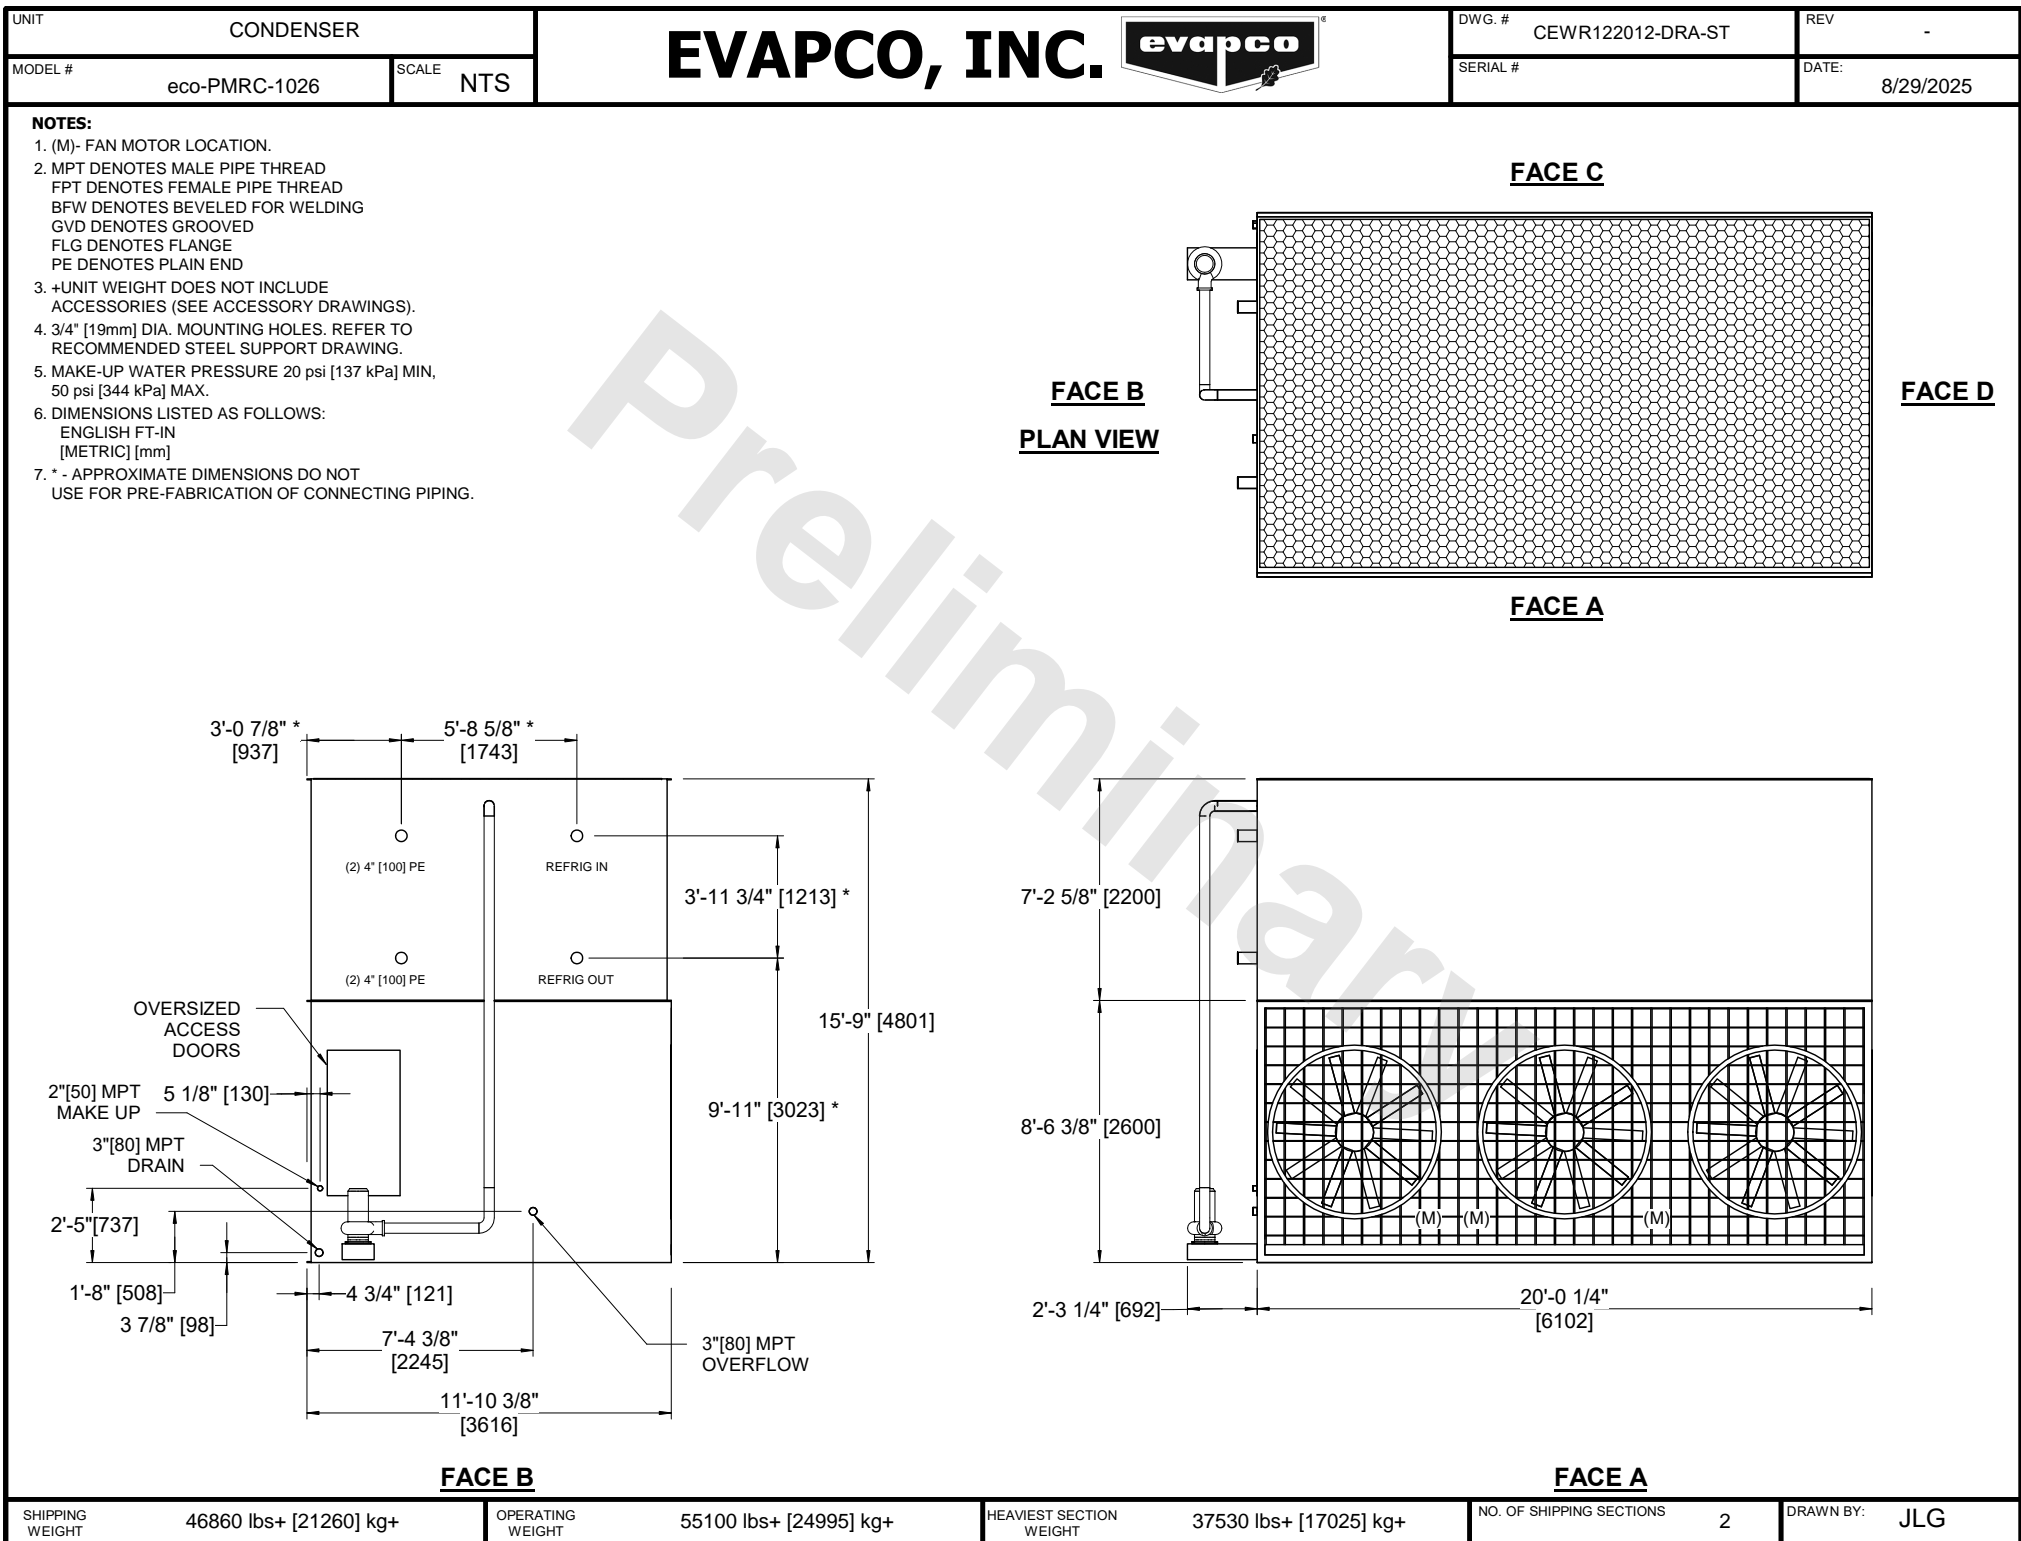 UNIT
CONDENSER
MODEL #
eco-PMRC-1026
SCALE
NTS
EVAPCO, INC.
evapco
®
DWG. #
CEWR122012-DRA-ST
REV
-
SERIAL #
DATE:
8/29/2025
NOTES:
1. (M)- FAN MOTOR LOCATION.
2. MPT DENOTES MALE PIPE THREAD
FPT DENOTES FEMALE PIPE THREAD
BFW DENOTES BEVELED FOR WELDING
GVD DENOTES GROOVED
FLG DENOTES FLANGE
PE DENOTES PLAIN END
3. +UNIT WEIGHT DOES NOT INCLUDE
ACCESSORIES (SEE ACCESSORY DRAWINGS).
4. 3/4" [19mm] DIA. MOUNTING HOLES. REFER TO
RECOMMENDED STEEL SUPPORT DRAWING.
5. MAKE-UP WATER PRESSURE 20 psi [137 kPa] MIN,
50 psi [344 kPa] MAX.
6. DIMENSIONS LISTED AS FOLLOWS:
ENGLISH FT-IN
[METRIC] [mm]
7. * - APPROXIMATE DIMENSIONS DO NOT
USE FOR PRE-FABRICATION OF CONNECTING PIPING.
Preliminary
FACE C
FACE B
PLAN VIEW
FACE D
FACE A
3'-0 7/8" *
[937]
5'-8 5/8" *
[1743]
(2) 4" [100] PE
REFRIG IN
3'-11 3/4" [1213] *
(2) 4" [100] PE
REFRIG OUT
OVERSIZED
ACCESS
DOORS
15'-9" [4801]
2"[50] MPT
MAKE UP
5 1/8" [130]
9'-11" [3023] *
3"[80] MPT
DRAIN
2'-5"[737]
1'-8" [508]
4 3/4" [121]
3 7/8" [98]
7'-4 3/8"
[2245]
3"[80] MPT
OVERFLOW
11'-10 3/8"
[3616]
FACE B
7'-2 5/8" [2200]
8'-6 3/8" [2600]
(M)
(M)
(M)
2'-3 1/4" [692]
20'-0 1/4"
[6102]
FACE A
SHIPPING
WEIGHT
46860 lbs+ [21260] kg+
OPERATING
WEIGHT
55100 lbs+ [24995] kg+
HEAVIEST SECTION
WEIGHT
37530 lbs+ [17025] kg+
NO. OF SHIPPING SECTIONS
2
DRAWN BY:
JLG